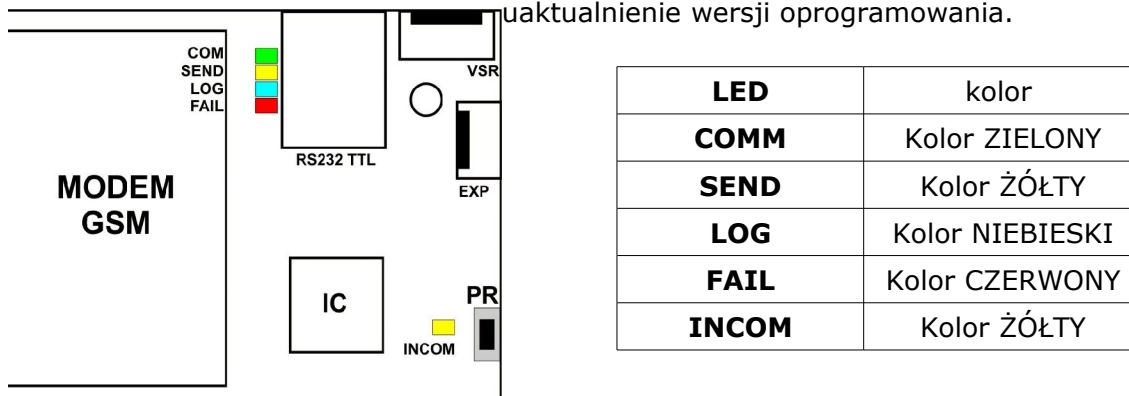 uaktualnienie wersji oprogramowania.
COM
SEND
LOG
FAIL
VSR
RS232 TTL
EXP
MODEM
GSM
IC
PR
INCOM
LED kolor
COMM Kolor ZIELONY
SEND Kolor ŻÓŁTY
LOG Kolor NIEBIESKI
FAIL Kolor CZERWONY
INCOM Kolor ŻÓŁTY